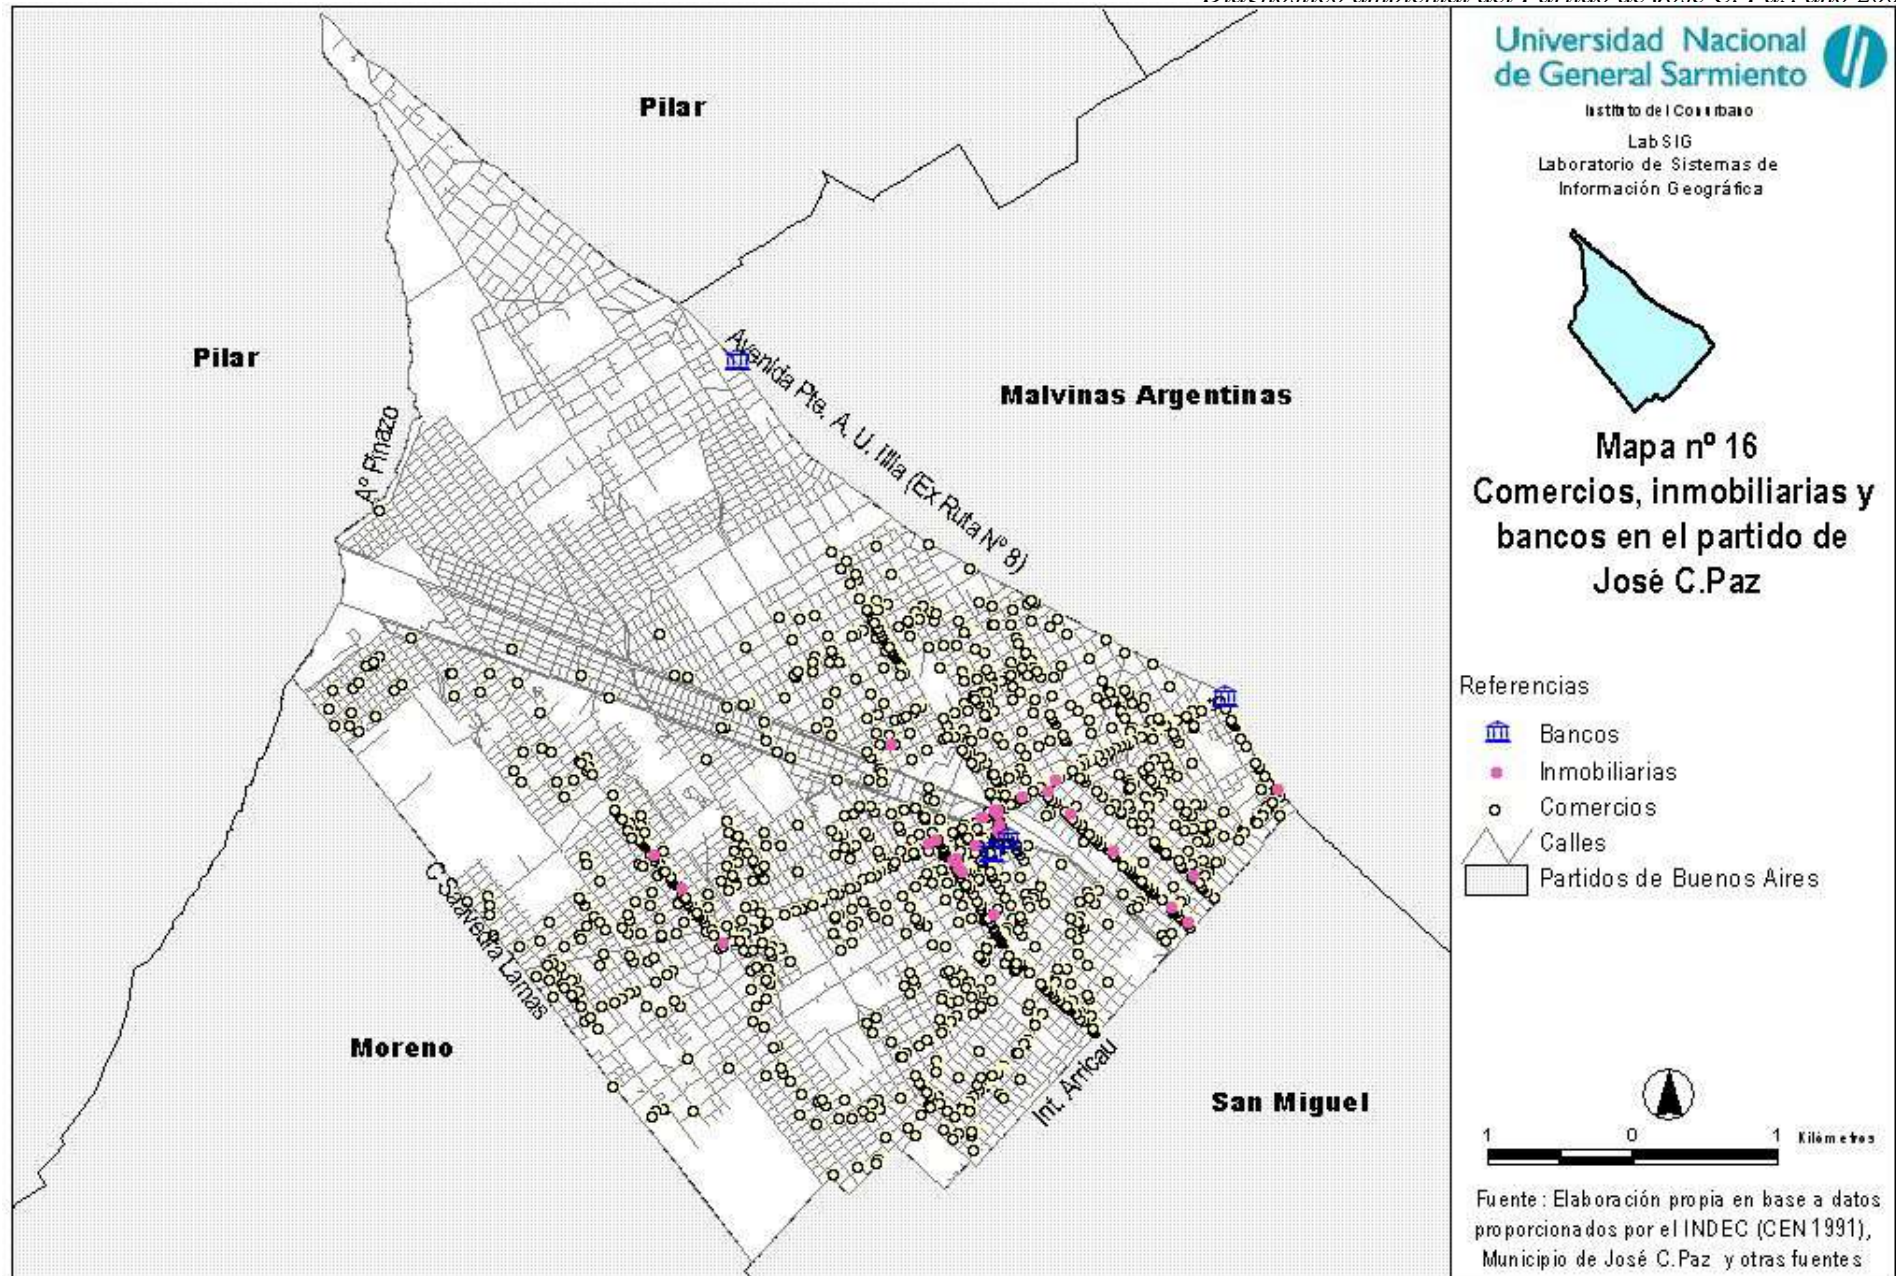 Pilar
Pilar
Malvinas Argentinas
Avenida Pte. A. U. Illia (Ex Ruta Nº 8)
Aº Pinazo
C Saavedra Lamas
Int. Arricau
Moreno
San Miguel
Universidad Nacional
de General Sarmiento
Instituto del Conurbano
LabSIG
Laboratorio de Sistemas de
Información Geográfica
Mapa nº 16
Comercios, inmobiliarias y
bancos en el partido de
José C.Paz
Referencias
Bancos
Inmobiliarias
Comercios
Calles
Partidos de Buenos Aires
1 0 1 Kilómetros
Fuente: Elaboración propia en base a datos
proporcionados por el INDEC (CEN 1991),
Municipio de José C.Paz y otras fuentes